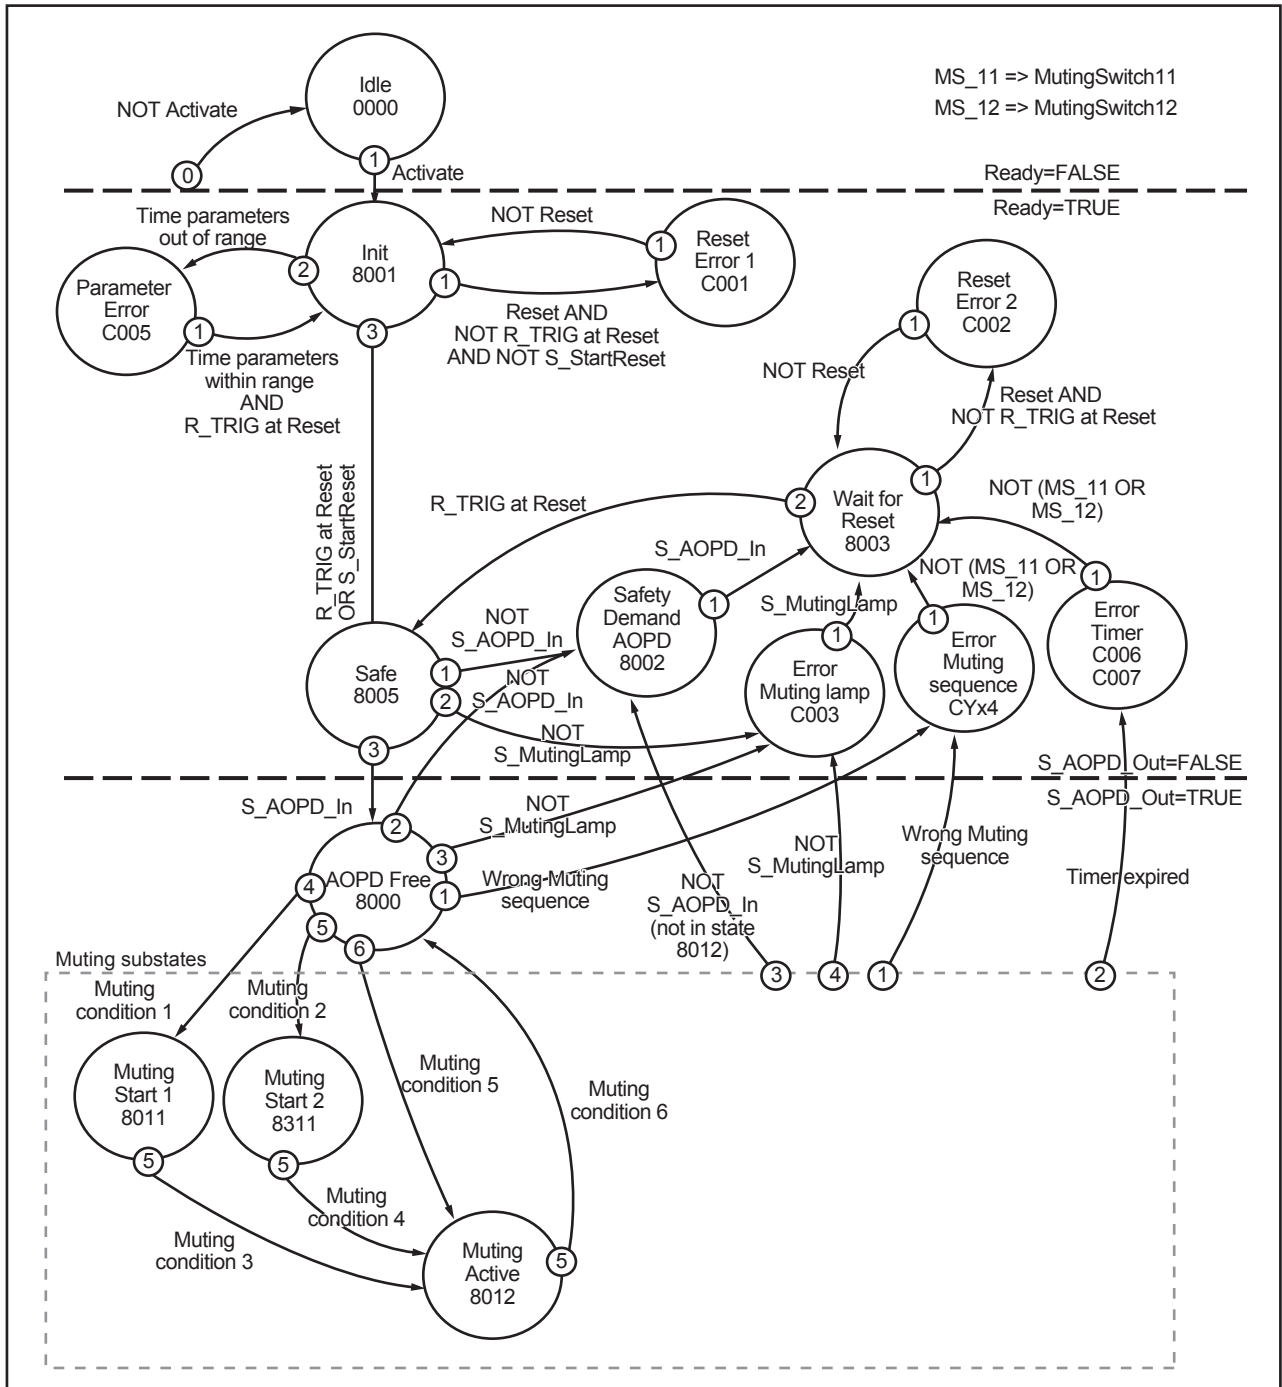 Idle
0000
MS_11 => MutingSwitch11
MS_12 => MutingSwitch12
NOT Activate
0
1
Activate
Ready=FALSE
Ready=TRUE
Time parameters
out of range
Init
8001
2
1
3
NOT Reset
1
Reset
Error 1
C001
Parameter
Error
C005
1
Time parameters
within range
AND
R_TRIG at Reset
Reset AND
NOT R_TRIG at Reset
AND NOT S_StartReset
Reset
Error 2
C002
1
NOT Reset
Reset AND
NOT R_TRIG at Reset
R_TRIG at Reset
OR S_StartReset
R_TRIG at Reset
2
1
Wait for
Reset
8003
NOT (MS_11 OR
MS_12)
S_AOPD_In
NOT (MS_11 OR
MS_12)
S_MutingLamp
Safety
Demand
AOPD
8002
1
1
Error
Muting lamp
C003
1
Error
Muting
sequence
CYx4
1
Error
Timer
C006
C007
Safe
8005
1
2
3
NOT
S_AOPD_In
NOT
S_AOPD_In
NOT
S_MutingLamp
S_AOPD_Out=FALSE
S_AOPD_Out=TRUE
S_AOPD_In
2
3
1
4
5
6
AOPD Free
8000
NOT
S_MutingLamp
Wrong Muting
sequence
NOT
S_AOPD_In
(not in state
8012)
NOT
S_MutingLamp
Wrong Muting
sequence
Timer expired
3
4
1
2
Muting substates
Muting
condition 1
Muting
condition 2
Muting
Start 1
8011
5
Muting
Start 2
8311
5
Muting
condition 5
Muting
condition 6
Muting
condition 3
Muting
condition 4
Muting
Active
8012
5